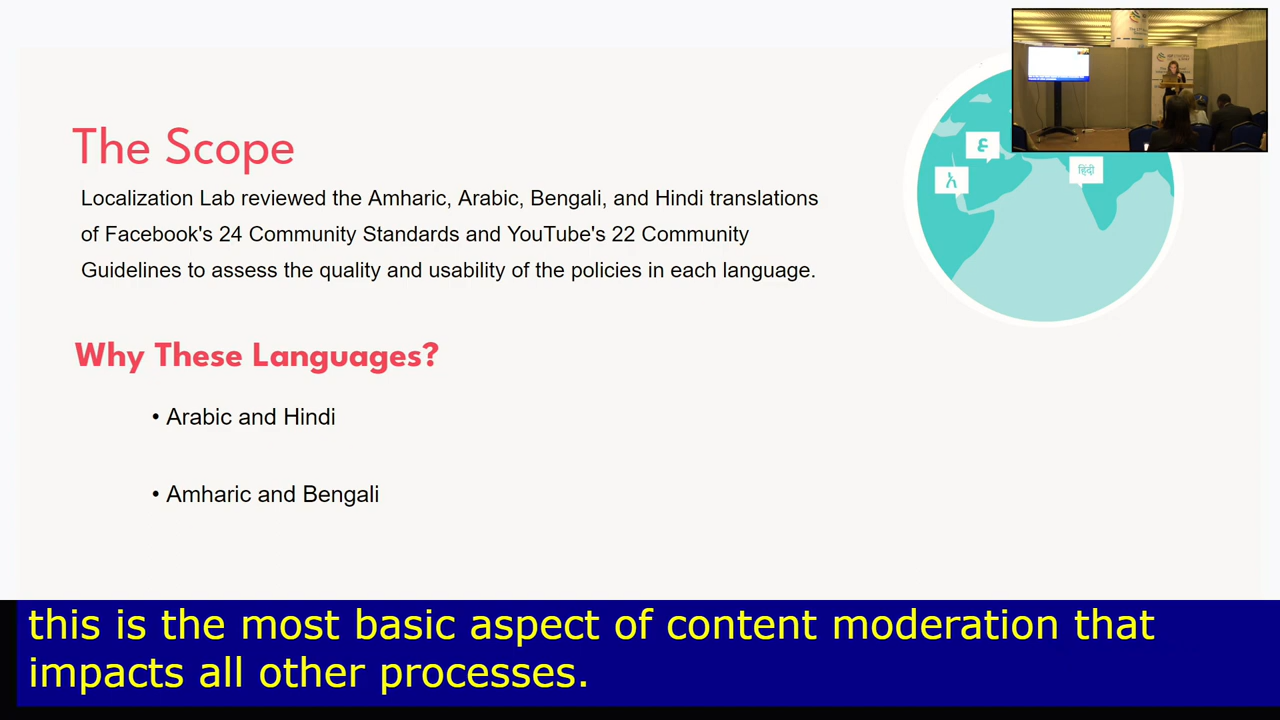 The Scope
Localization Lab reviewed the Amharic, Arabic, Bengali, and Hindi translations
of Facebook's 24 Community Standards and YouTube's 22 Community
Guidelines to assess the quality and usability of the policies in each language.
Why These Languages?
• Arabic and Hindi
• Amharic and Bengali
ع
አ
हिंदी
this is the most basic aspect of content moderation that
impacts all other processes.